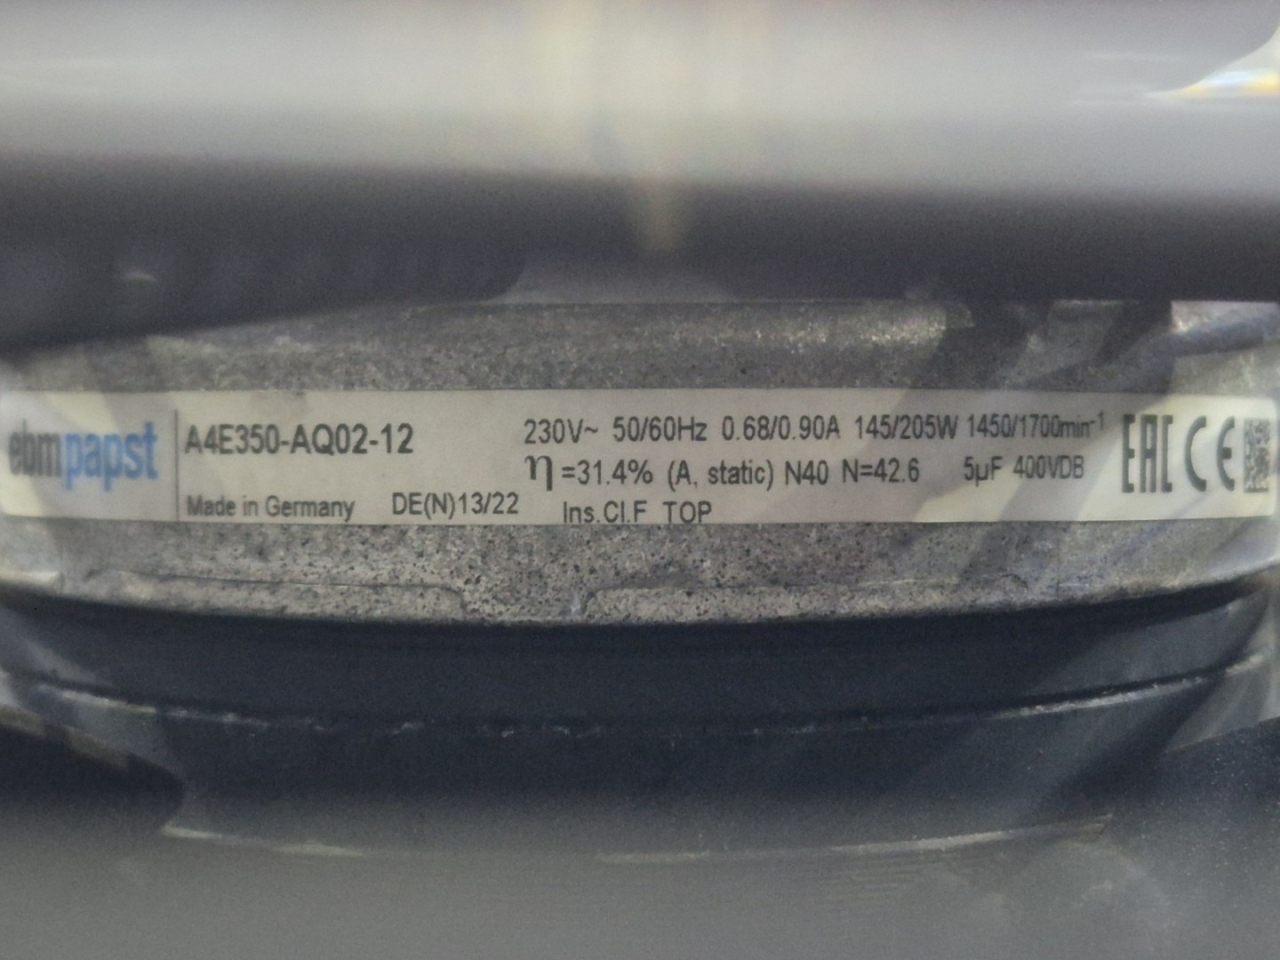 ebmpapst
A4E350-AQ02-12
Made in Germany DE(N)13/22
230V~ 50/60Hz 0.68/0.90A 145/205W 1450/1700min⁻¹
η=31.4% (A, static) N40 N=42.6 5µF 400VDB
Ins.Cl.F TOP
EAC CE